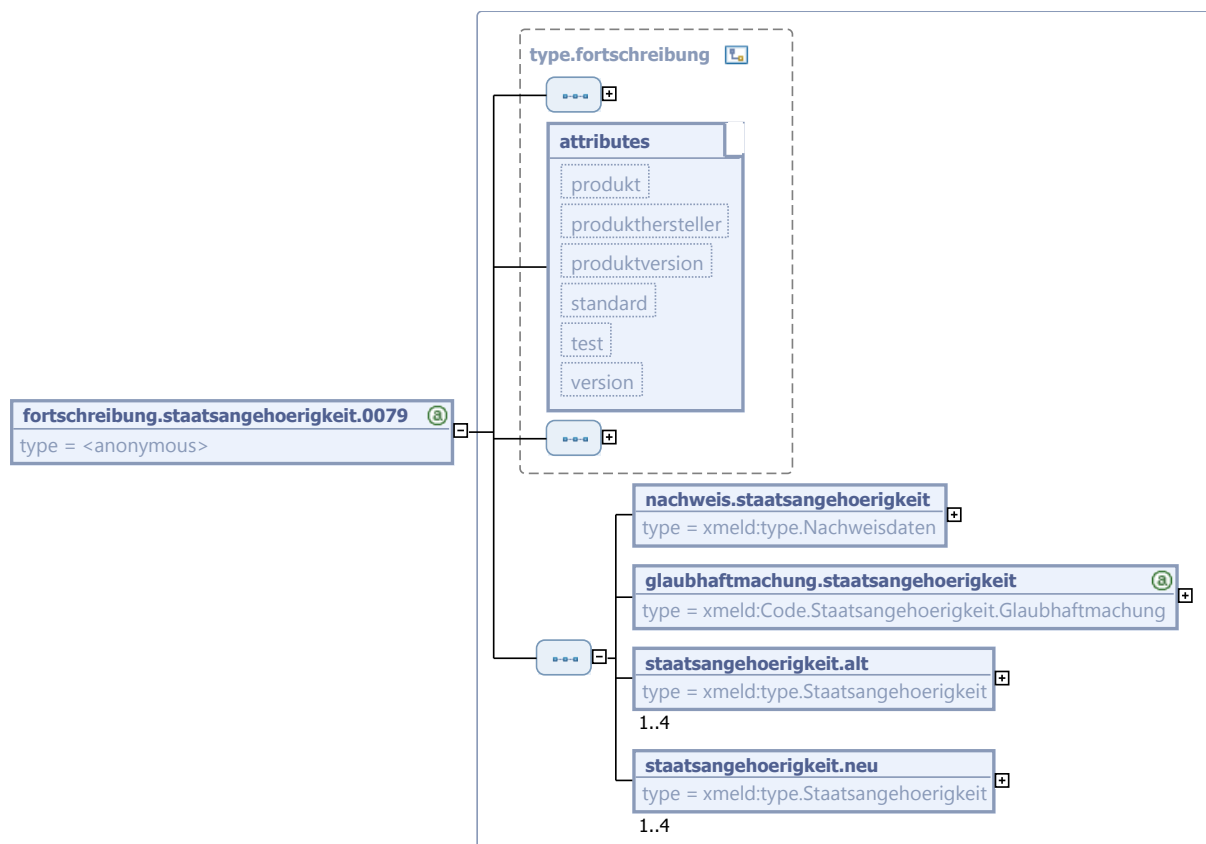 type.fortschreibung
attributes
produkt
produkthersteller
produktversion
standard
test
version
fortschreibung.staatsangehoerigkeit.0079
type = <anonymous>
nachweis.staatsangehoerigkeit
type = xmeld:type.Nachweisdaten
glaubhaftmachung.staatsangehoerigkeit
type = xmeld:Code.Staatsangehoerigkeit.Glaubhaftmachung
staatsangehoerigkeit.alt
type = xmeld:type.Staatsangehoerigkeit
1..4
staatsangehoerigkeit.neu
type = xmeld:type.Staatsangehoerigkeit
1..4